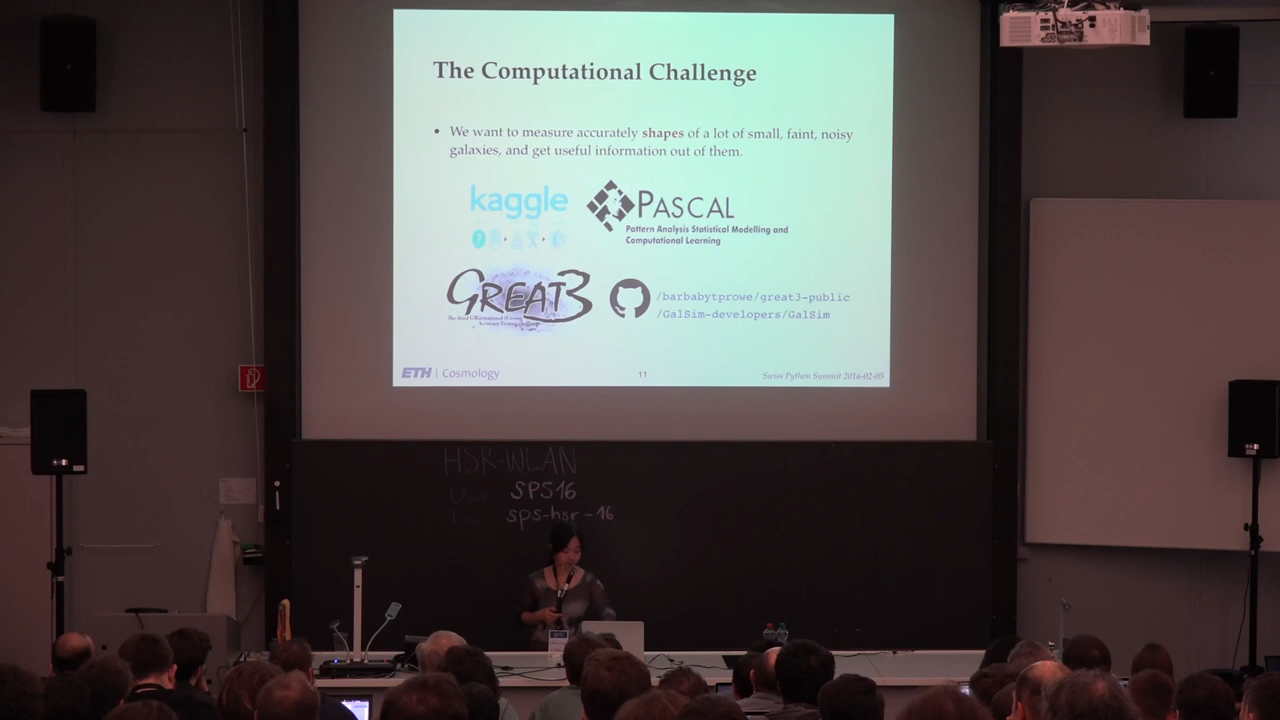 The Computational Challenge
• We want to measure accurately shapes of a lot of small, faint, noisy
galaxies, and get useful information out of them.
kaggle
PASCAL
Pattern Analysis Statistical Modelling and
Computational Learning
GREAT3
/barbabytprowe/great3-public
/GalSim-developers/GalSim
ETH | Cosmology
11
Swiss Python Summit 2016-02-05
HSR-WLAN
SPS16
sps-hsr-16